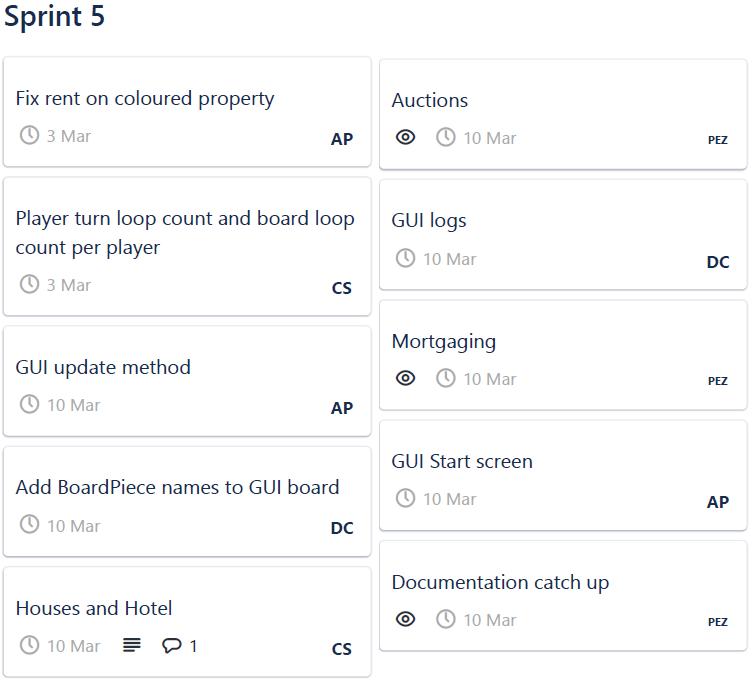 Sprint 5
Fix rent on coloured property
3 Mar
AP
Player turn loop count and board loop
count per player
3 Mar
CS
GUI update method
10 Mar
AP
Add BoardPiece names to GUI board
10 Mar
DC
Houses and Hotel
10 Mar 1
CS
Auctions
10 Mar
PEZ
GUI logs
10 Mar
DC
Mortgaging
10 Mar
PEZ
GUI Start screen
10 Mar
AP
Documentation catch up
10 Mar
PEZ